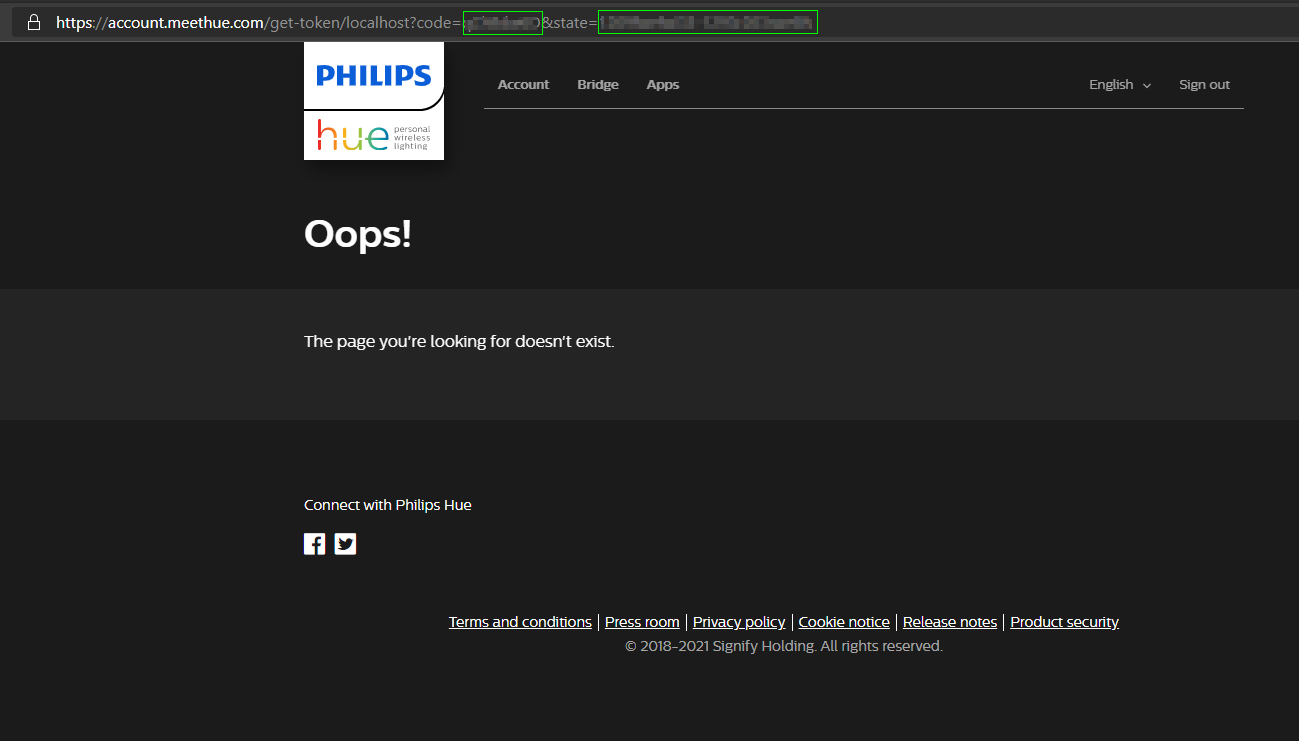 https://account.meethue.com/get-token/localhost?code= &state=
PHILIPS
hue personal wireless lighting
Account Bridge Apps English Sign out
Oops!
The page you're looking for doesn't exist.
Connect with Philips Hue
Terms and conditions | Press room | Privacy policy | Cookie notice | Release notes | Product security
© 2018-2021 Signify Holding. All rights reserved.